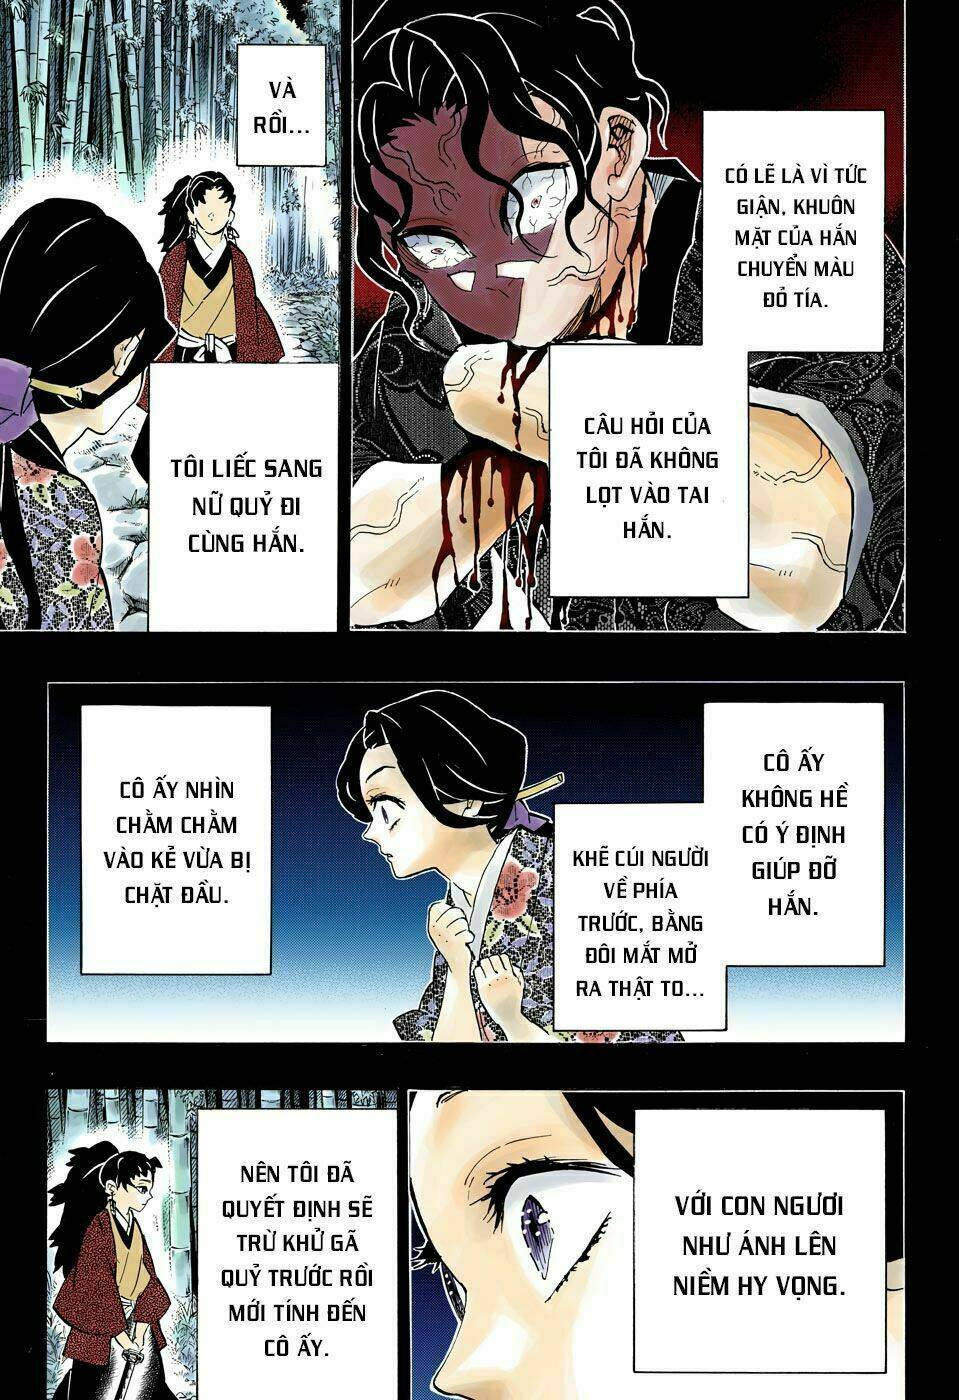 CÓ LẼ LÀ VÌ TỨC
GIẬN, KHUÔN
MẶT CỦA HẮN
CHUYỂN MÀU
ĐỎ TÍA.
CÂU HỎI CỦA
TÔI ĐÃ KHÔNG
LỌT VÀO TAI
HẮN.
VÀ
RỒI...
TÔI LIẾC SANG
NỮ QUỶ ĐI
CÙNG HẮN.
CÔ ẤY
KHÔNG HỀ
CÓ Ý ĐỊNH
GIÚP ĐỠ
HẮN.
KHẼ CÚI NGƯỜI
VỀ PHÍA
TRƯỚC, BẰNG
ĐÔI MẮT MỞ
RA THẬT TO...
CÔ ẤY NHÌN
CHẰM CHẰM
VÀO KẺ VỪA BỊ
CHẶT ĐẦU.
VỚI CON NGƯƠI
NHƯ ÁNH LÊN
NIỀM HY VỌNG.
NÊN TÔI ĐÃ
QUYẾT ĐỊNH SẼ
TRỪ KHỬ GÃ
QUỶ TRƯỚC RỒI
MỚI TÍNH ĐẾN
CÔ ẤY.